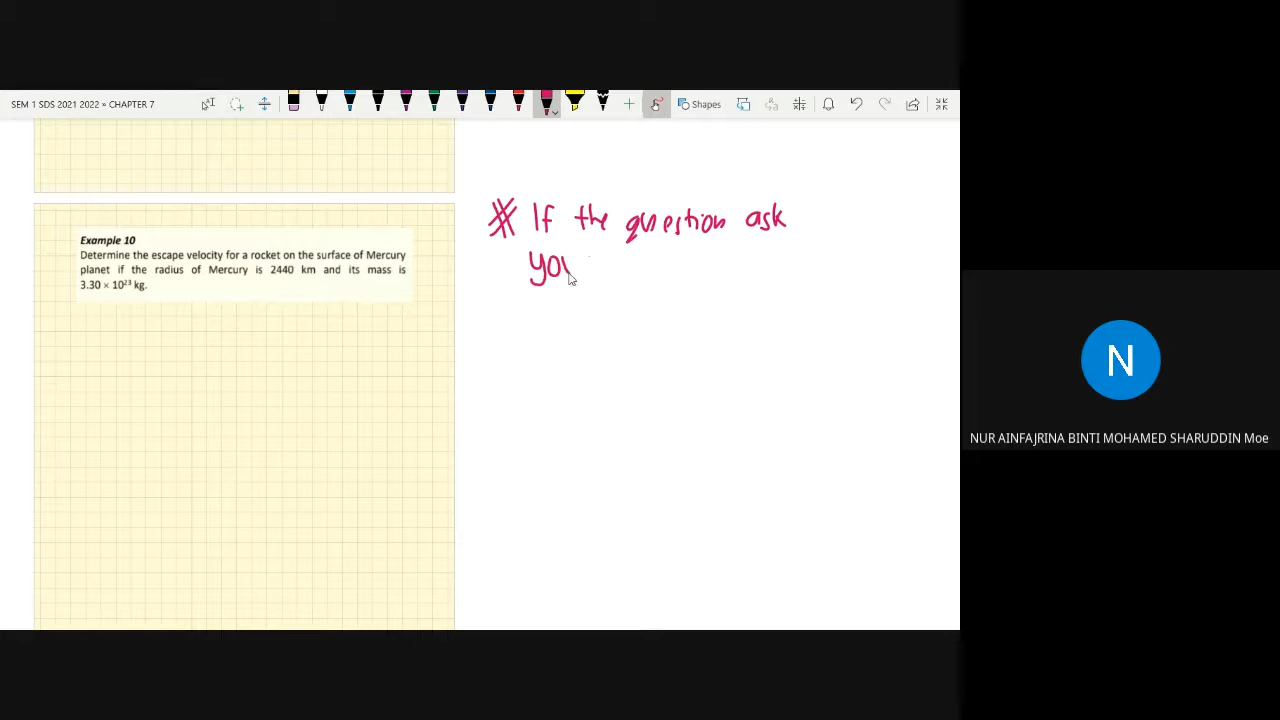 SEM 1 SDS 2021 2022 » CHAPTER 7
Shapes
Example 10
Determine the escape velocity for a rocket on the surface of Mercury
planet if the radius of Mercury is 2440 km and its mass is
3.30 × 10²³ kg.
※ If the question ask
you
N
NUR AINFAJRINA BINTI MOHAMED SHARUDDIN Moe